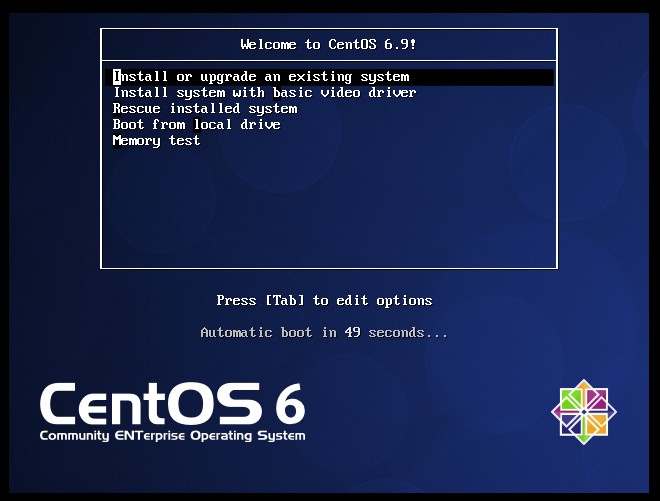 Welcome to CentOS 6.9!
Install or upgrade an existing system
Install system with basic video driver
Rescue installed system
Boot from local drive
Memory test
Press [Tab] to edit options
Automatic boot in 49 seconds...
CentOS 6
Community ENTerprise Operating System